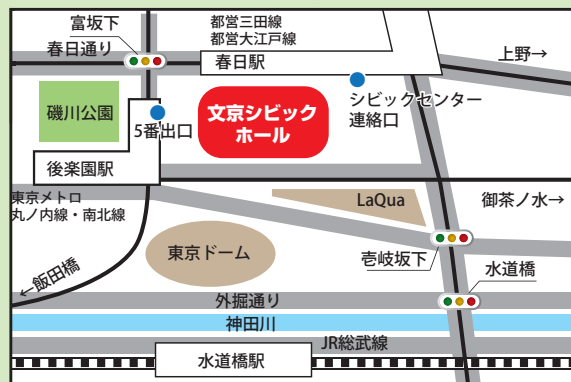 富坂下
都営三田線
都営大江戸線
春日通り
春日駅
上野→
磯川公園
5番出口
文京シビック
ホール
シビックセンター
連絡口
後楽園駅
東京メトロ
丸ノ内線・南北線
LaQua
御茶ノ水→
東京ドーム
壱岐坂下
水道橋
←飯田橋
外掘通り
神田川
JR総武線
水道橋駅